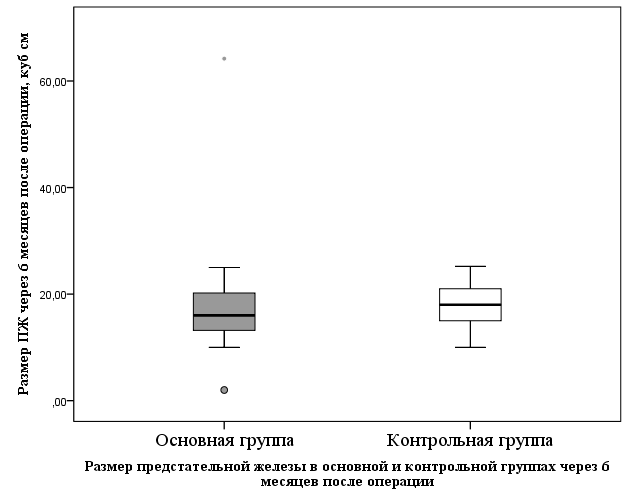 Размер ПЖ через 6 месяцев после операции, куб см
60,00
40,00
20,00
,00
Основная группа
Контрольная группа
Размер предстательной железы в основной и контрольной группах через 6
месяцев после операции